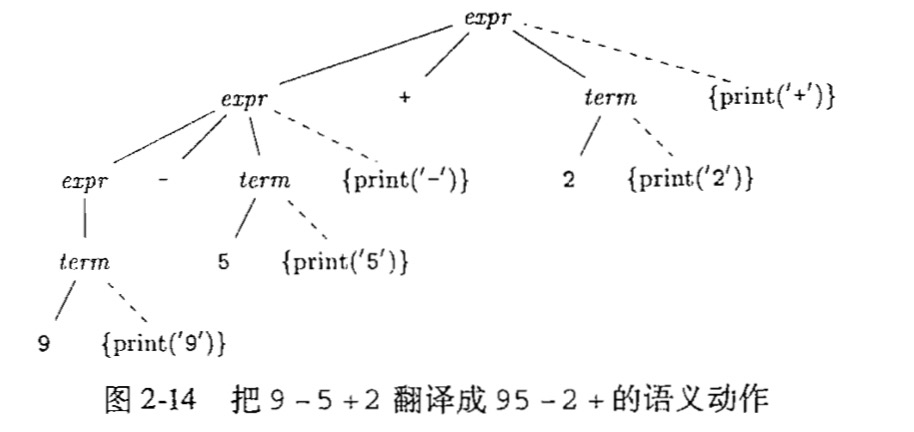 expr
expr + term {print('+')}
expr - term {print('-')} 2 {print('2')}
term 5 {print('5')}
9 {print('9')}
图 2-14 把 9 - 5 + 2 翻译成 95 - 2 + 的语义动作